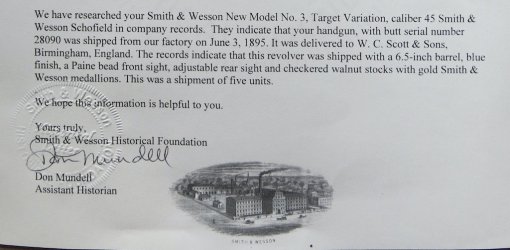 We have researched your Smith & Wesson New Model No. 3, Target Variation, caliber 45 Smith &
Wesson Schofield in company records.  They indicate that your handgun, with butt serial number
28090 was shipped from our factory on June 3, 1895. It was delivered to W. C. Scott & Sons,
Birmingham, England. The records indicate that this revolver was shipped with a 6.5-inch barrel, blue
finish, a Paine bead front sight, adjustable rear sight and checkered walnut stocks with gold Smith &
Wesson medallions. This was a shipment of five units.
We hope this information is helpful to you.
Yours truly,
Smith & Wesson Historical Foundation
Don Mundell
Don Mundell
Assistant Historian
SMITH & WESSON